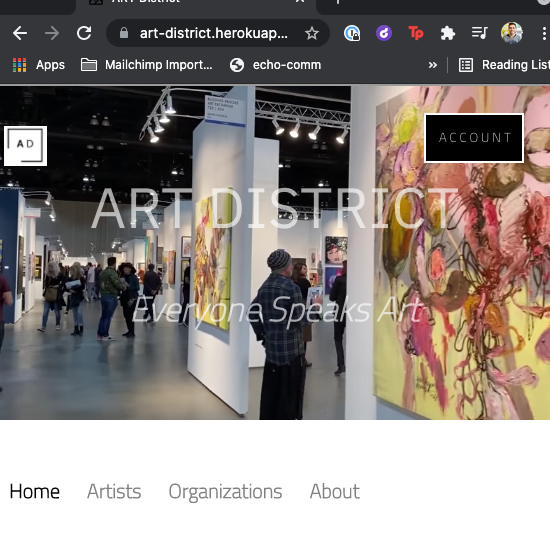 ART District
art-district.herokuap...
Apps
Mailchimp Import...
echo-comm
»
Reading List
AD
ACCOUNT
ART DISTRICT
Everyone Speaks Art
Home
Artists
Organizations
About